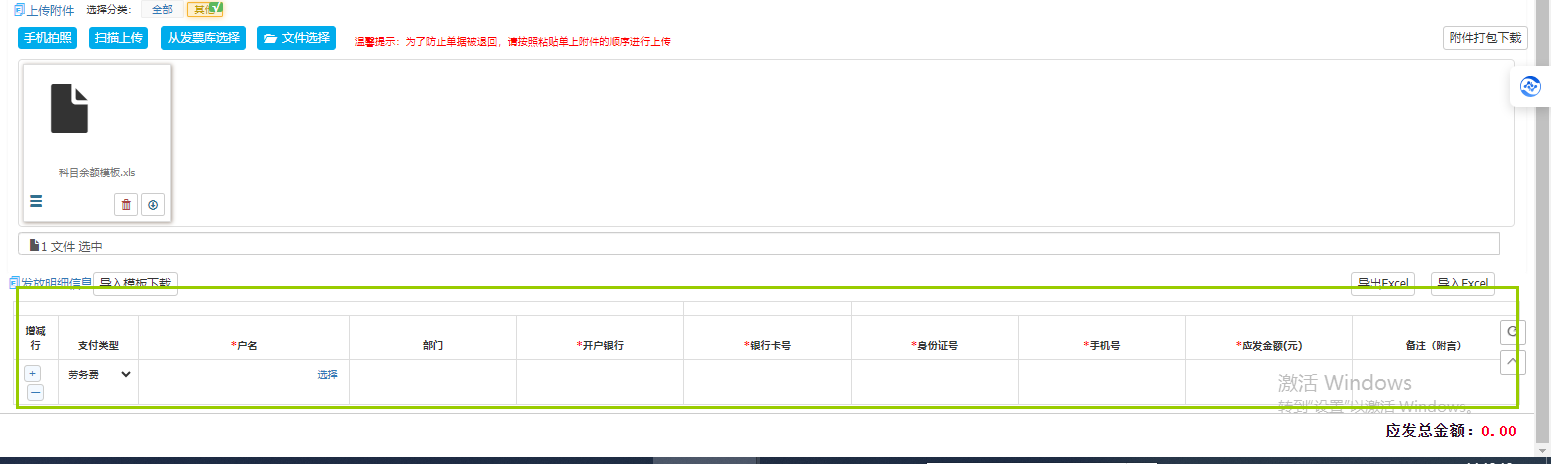 上传附件 选择分类： 全部 其他
手机拍照 扫描上传 从发票库选择 文件选择 温馨提示：为了防止单据被退回，请按照粘贴单上附件的顺序进行上传 附件打包下载
科目余额模板.xls
1 文件 选中
发放明细信息 导入模板下载 导出Excel 导入Excel
增减行 支付类型 *户名 部门 *开户银行 *银行卡号 *身份证号 *手机号 *应发金额(元) 备注（附言）
+ 劳务费 选择
—
激活 Windows
转到"设置"以激活 Windows。
应发总金额：0.00